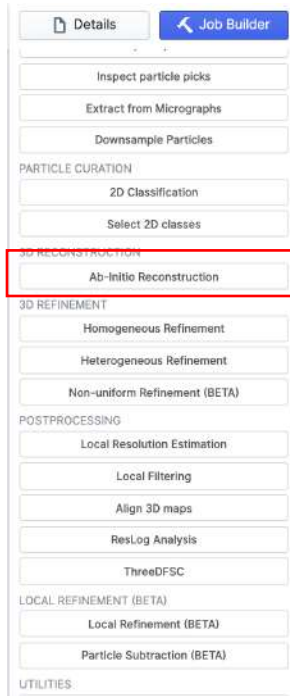 Details
Job Builder
Inspect particle picks
Extract from Micrographs
Downsample Particles
PARTICLE CURATION
2D Classification
Select 2D classes
3D RECONSTRUCTION
Ab-Initio Reconstruction
3D REFINEMENT
Homogeneous Refinement
Heterogeneous Refinement
Non-uniform Refinement (BETA)
POSTPROCESSING
Local Resolution Estimation
Local Filtering
Align 3D maps
ResLog Analysis
ThreeDFSC
LOCAL REFINEMENT (BETA)
Local Refinement (BETA)
Particle Subtraction (BETA)
UTILITIES